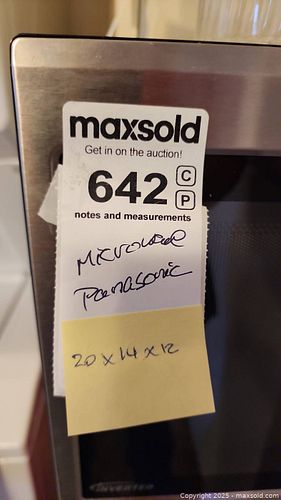 maxsold
Get in on the auction!
642 C
P
notes and measurements
Microwave
Panasonic
20 x 14 x 12
INVERTER
Copyright © 2025 - maxsold.com